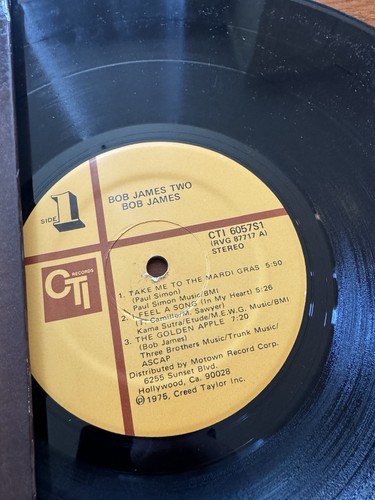 BOB JAMES TWO
BOB JAMES
SIDE 1
CTI 6057S1
(RVG 87717 A)
STEREO
CTI
RECORDS
1. TAKE ME TO THE MARDI GRAS 5:50
(Paul Simon)
Paul Simon Music/BMI
2. I FEEL A SONG (In My Heart) 5:26
(T. Camillo/M. Sawyer)
Kama Sutra/Etude/M.E.W.G. Music/BMI
3. THE GOLDEN APPLE 7:20
(Bob James)
Three Brothers Music/Trunk Music/
ASCAP
Distributed by Motown Record Corp.
6255 Sunset Blvd.
Hollywood, Ca. 90028
℗ 1975, Creed Taylor Inc.